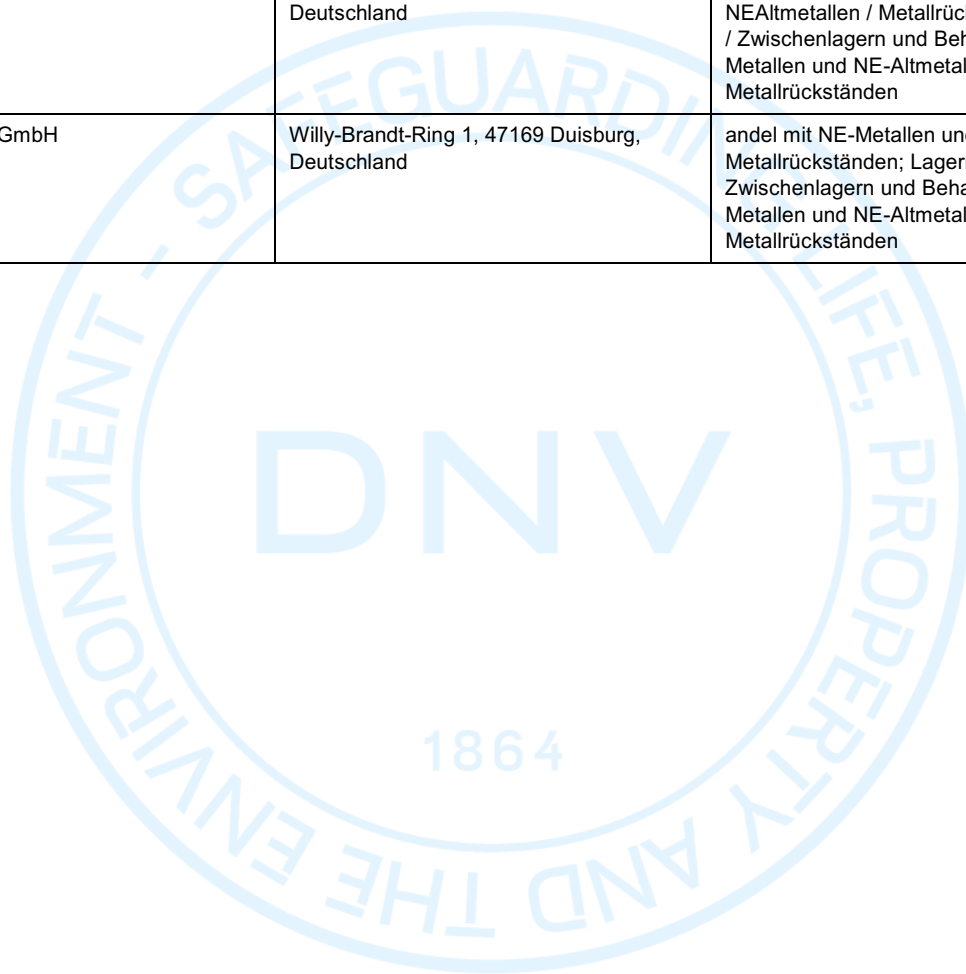 Deutschland
NEAltmetallen / Metallrüc
/ Zwischenlagern und Beh
Metallen und NE-Altmetal
Metallrückständen
GmbH
Willy-Brandt-Ring 1, 47169 Duisburg,
Deutschland
andel mit NE-Metallen und
Metallrückständen; Lager
Zwischenlagern und Beha
Metallen und NE-Altmetal
Metallrückständen
SAFEGUARDING LIFE, PROPERTY AND THE ENVIRONMENT -
DNV
1864